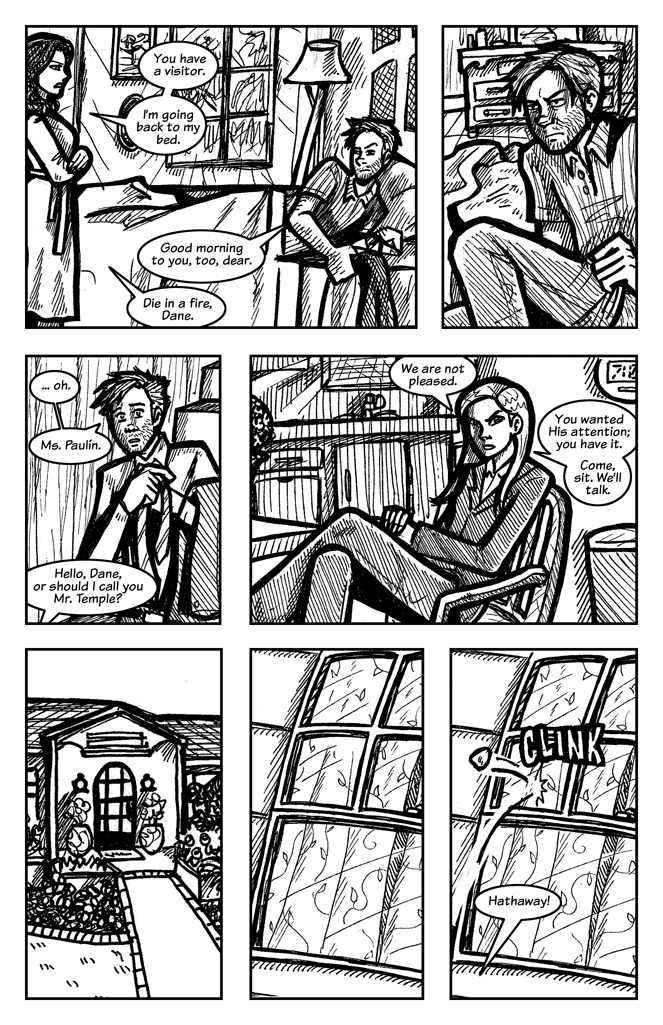 You have
a visitor.
I'm going
back to my
bed.
Good morning
to you, too, dear.
Die in a fire,
Dane.
... oh.
Ms. Paulín.
Hello, Dane,
or should I call you
Mr. Temple?
We are not
pleased.
You wanted
His attention;
you have it.
Come,
sit. We'll
talk.
CLINK
Hathaway!